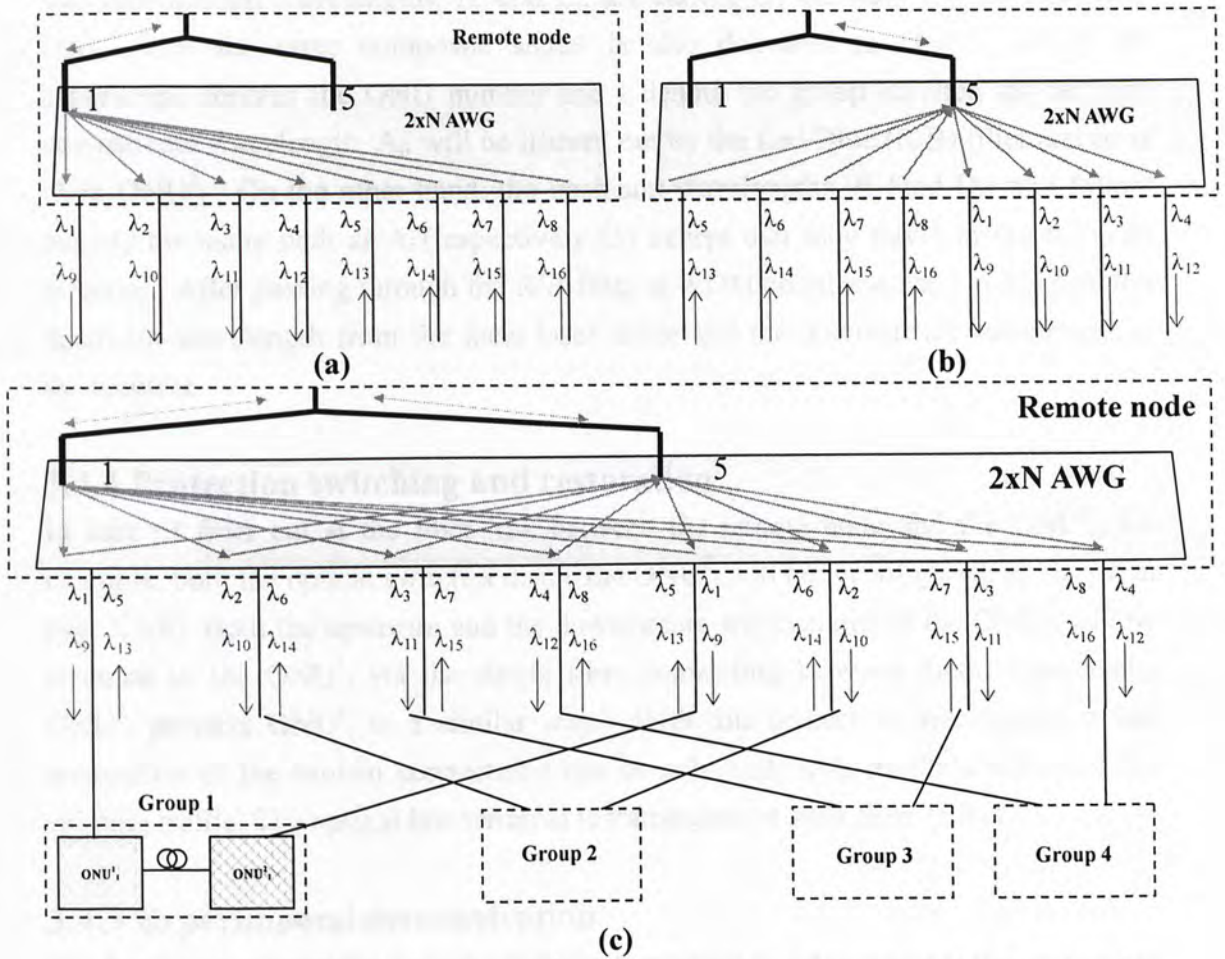 Remote node
1 5
2xN AWG
λ1 λ2 λ3 λ4 λ5 λ6 λ7 λ8
λ9 λ10 λ11 λ12 λ13 λ14 λ15 λ16
(a)
Remote node
1 5
2xN AWG
λ5 λ6 λ7 λ8 λ1 λ2 λ3 λ4
λ13 λ14 λ15 λ16 λ9 λ10 λ11 λ12
(b)
Remote node
1 5
2xN AWG
λ1 λ5 λ2 λ6 λ3 λ7 λ4 λ8 λ5 λ1 λ6 λ2 λ7 λ3 λ8 λ4
λ9 λ13 λ10 λ14 λ11 λ15 λ12 λ16 λ13 λ9 λ14 λ10 λ15 λ11 λ16 λ12
Group 1
Group 2
Group 3
Group 4
(c)